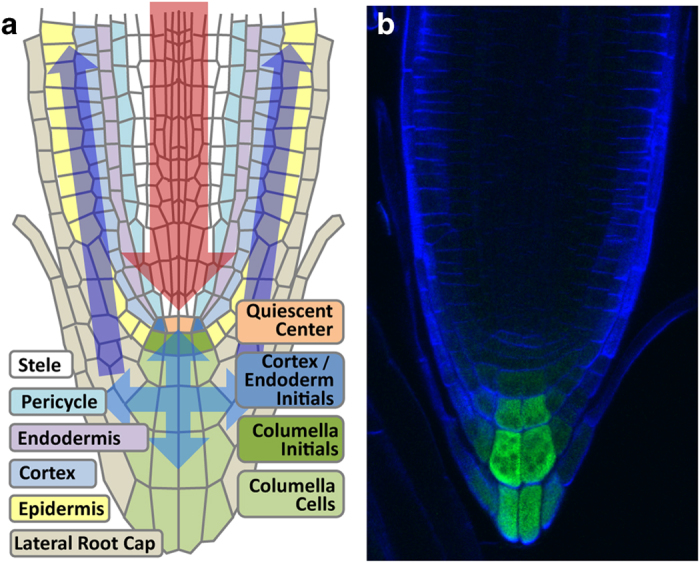 a
b
Stele
Pericycle
Endodermis
Cortex
Epidermis
Lateral Root Cap
Quiescent
Center
Cortex /
Endoderm
Initials
Columella
Initials
Columella
Cells